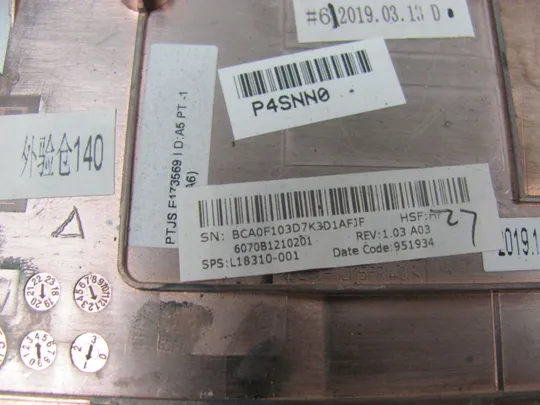 #6 2019.03.13 D
P4SNN0
外验仓140
PTJS E173569 I D:A5 PT -1
SN: BCA0F103D7K3D1AFJF HSF:
27
6070B1210201 REV:1.03 A03
SPS:L18310-001 Date Code:951934
2019.1